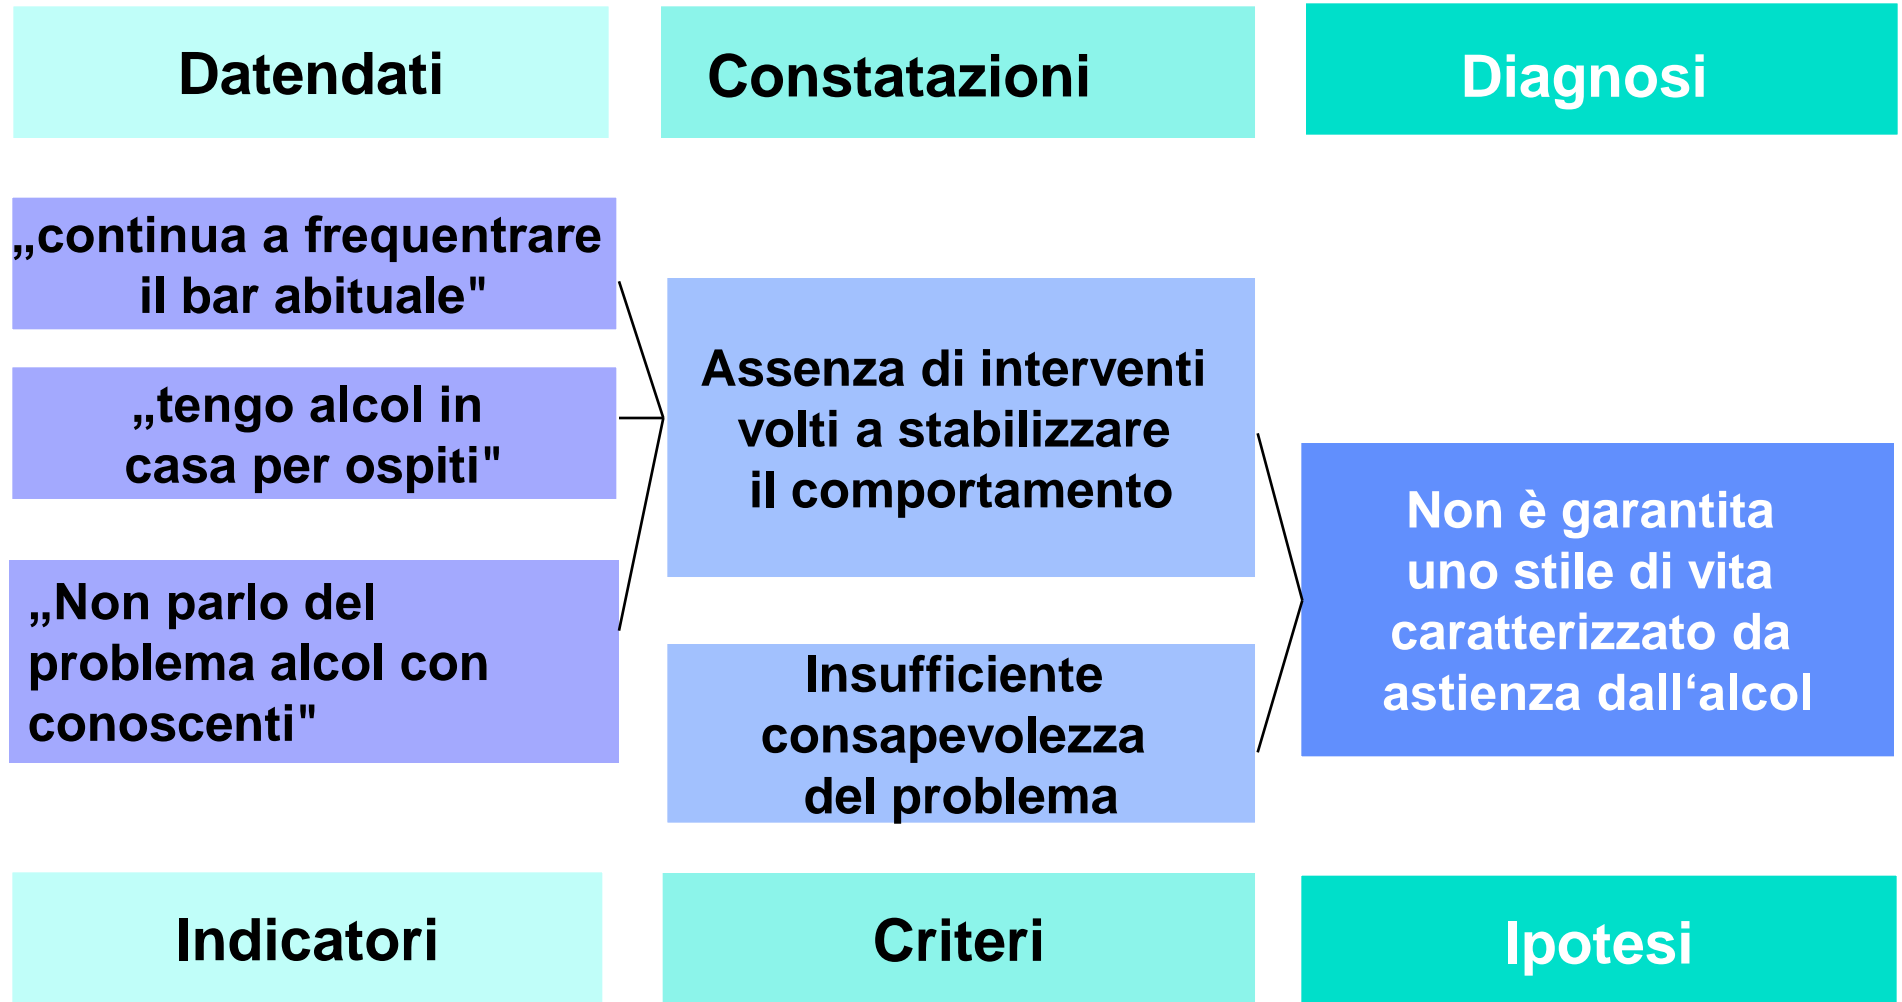 Datendati
Constatazioni
Diagnosi
„continua a frequentrare
il bar abituale"
„tengo alcol in
casa per ospiti"
„Non parlo del
problema alcol con
conoscenti"
Assenza di interventi
volti a stabilizzare
il comportamento
Insufficiente
consapevolezza
del problema
Non è garantita
uno stile di vita
caratterizzato da
astienza dall‘alcol
Indicatori
Criteri
Ipotesi